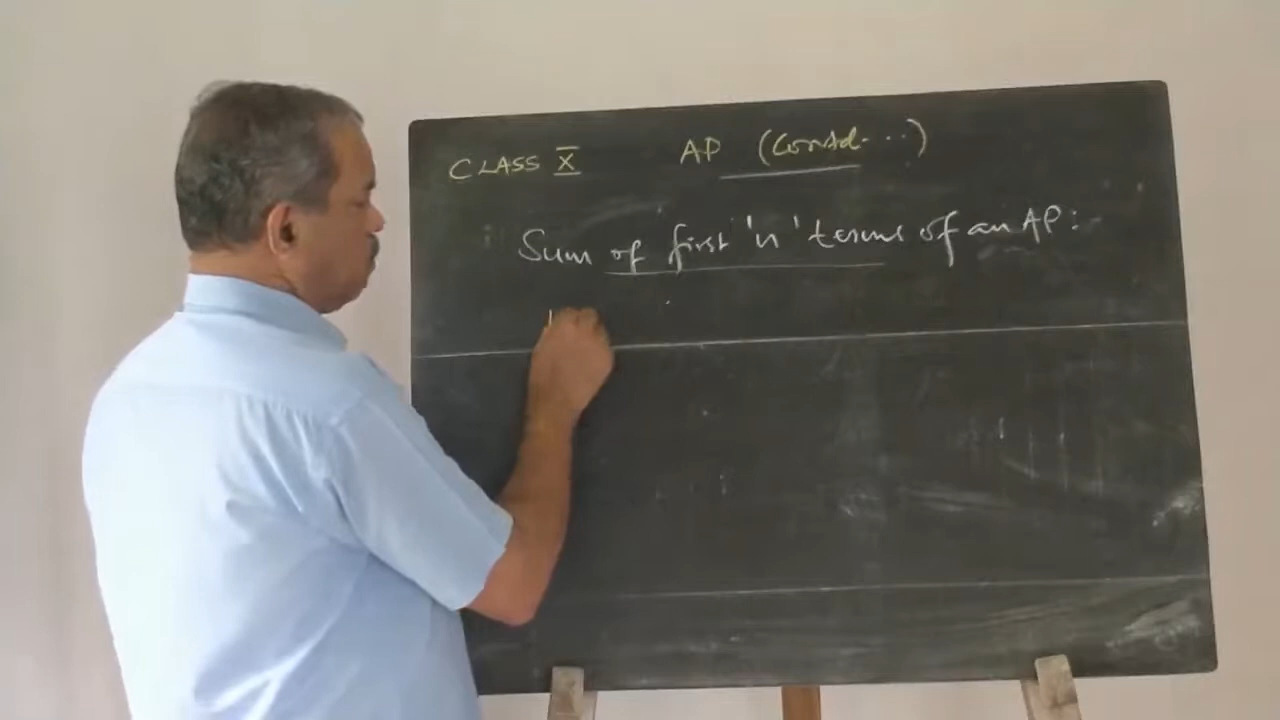 CLASS X AP (Contd....)
Sum of first 'n' terms of an AP: